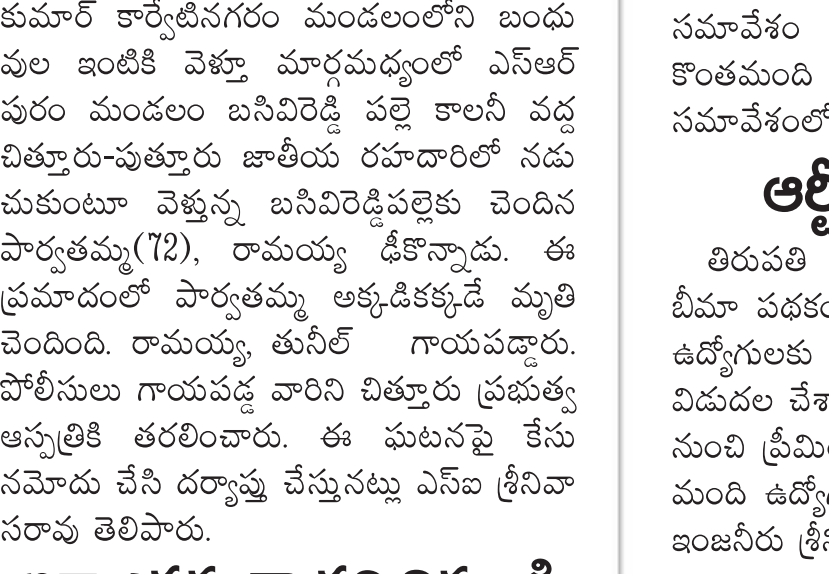 కుమార్ కార్వేటినగరం మండలంలోని బంధు
వుల ఇంటికి వెళ్తూ మార్గమధ్యంలో ఎస్ఆర్
పురం మండలం బసివిరెడ్డి పల్లె కాలనీ వద్ద
చిత్తూరు-పుత్తూరు జాతీయ రహదారిలో నడు
చుకుంటూ వెళ్తున్న బసివిరెడ్డిపల్లెకు చెందిన
పార్వతమ్మ(72), రామయ్య ఢీకొన్నాడు. ఈ
ప్రమాదంలో పార్వతమ్మ అక్కడికక్కడే మృతి
చెందింది. రామయ్య, తునీల్ గాయపడ్డారు.
పోలీసులు గాయపడ్డ వారిని చిత్తూరు ప్రభుత్వ
ఆస్పత్రికి తరలించారు. ఈ ఘటనపై కేసు
నమోదు చేసి దర్యాప్తు చేస్తునట్లు ఎస్ఐ శ్రీనివా
సరావు తెలిపారు.
సమావేశం
కొంతమంది
సమావేశంలో
తిరుపతి
బీమా
ఉద్యోగులకు
విడుదల
నుంచి
మంది
ఇంజనీరు